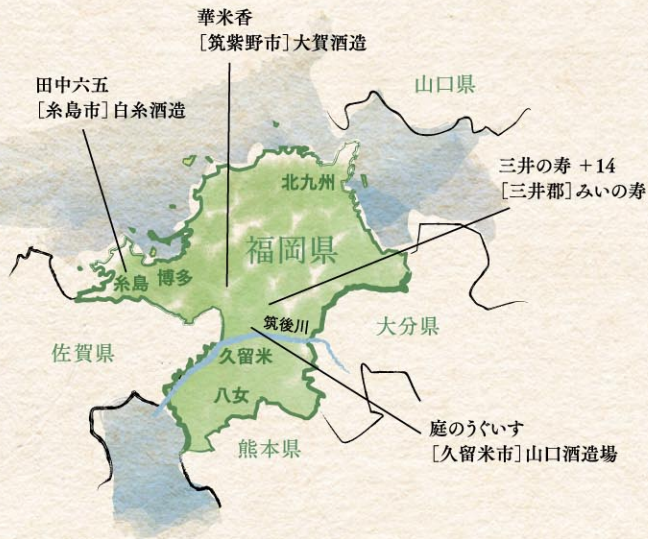 華米香
[筑紫野市]大賀酒造
田中六五
[糸島市]白糸酒造
山口県
三井の寿 +14
[三井郡]みいの寿
北九州
福岡県
糸島
博多
筑後川
大分県
佐賀県
久留米
八女
庭のうぐいす
[久留米市]山口酒造場
熊本県